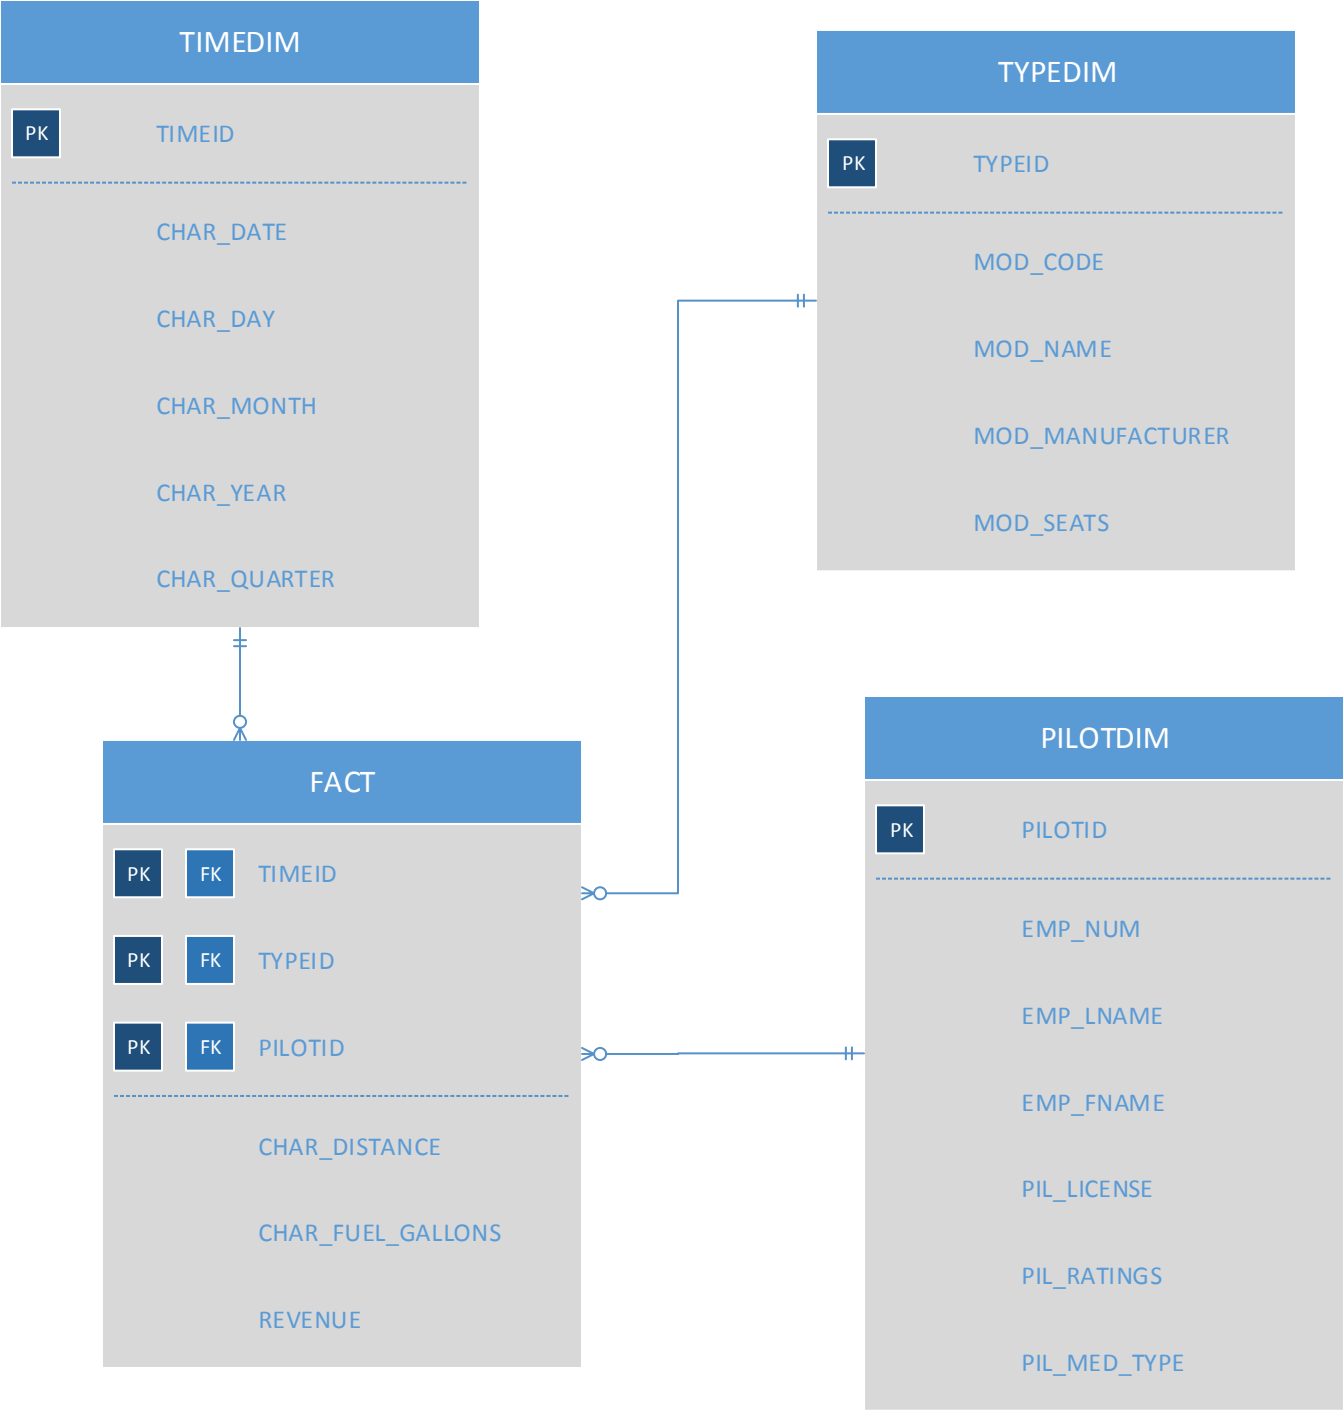 TIMEDIM
PK TIMEID
CHAR_DATE
CHAR_DAY
CHAR_MONTH
CHAR_YEAR
CHAR_QUARTER
TYPEDIM
PK TYPEID
MOD_CODE
MOD_NAME
MOD_MANUFACTURER
MOD_SEATS
FACT
PK FK TIMEID
PK FK TYPEID
PK FK PILOTID
CHAR_DISTANCE
CHAR_FUEL_GALLONS
REVENUE
PILOTDIM
PK PILOTID
EMP_NUM
EMP_LNAME
EMP_FNAME
PIL_LICENSE
PIL_RATINGS
PIL_MED_TYPE